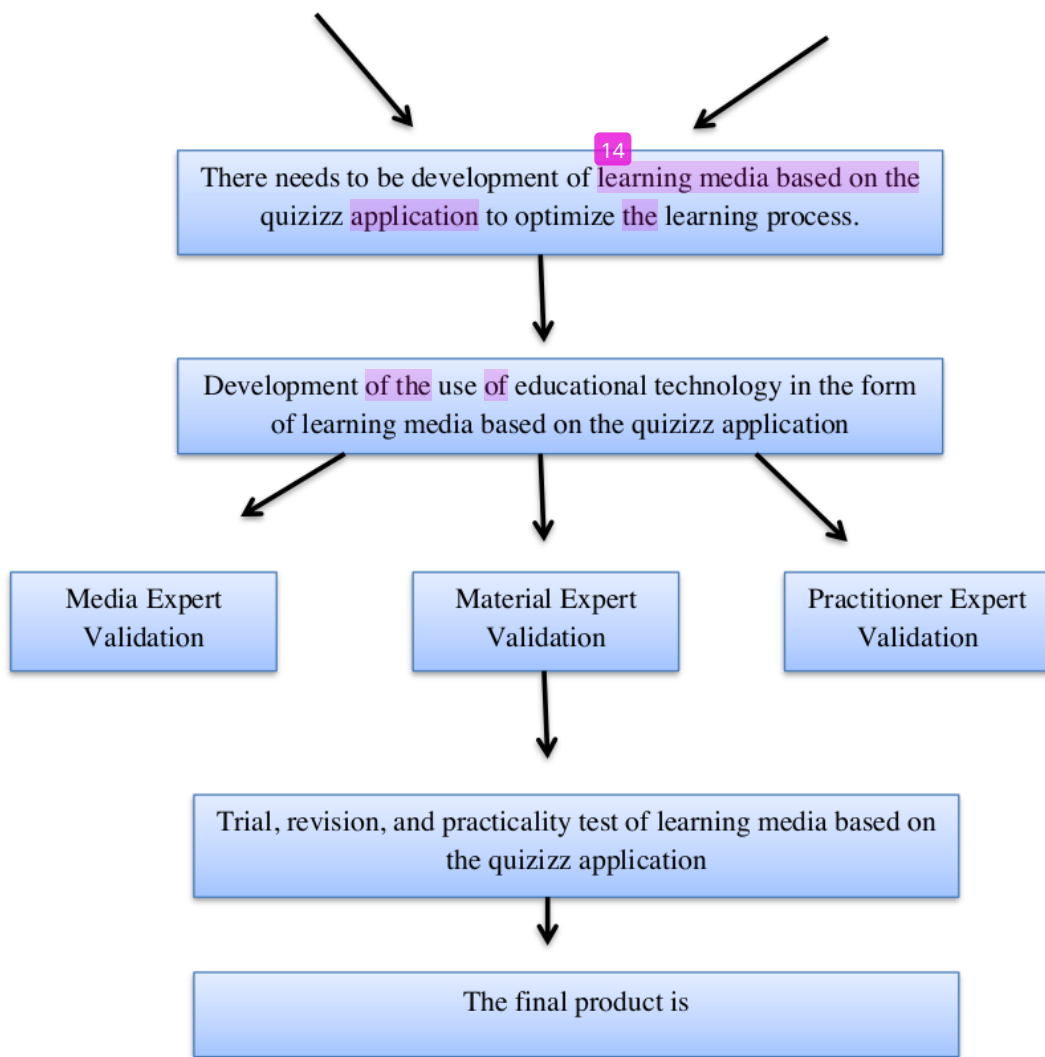 14
There needs to be development of learning media based on the
quizizz application to optimize the learning process.
Development of the use of educational technology in the form
of learning media based on the quizizz application
Media Expert
Validation
Material Expert
Validation
Practitioner Expert
Validation
Trial, revision, and practicality test of learning media based on
the quizizz application
The final product is